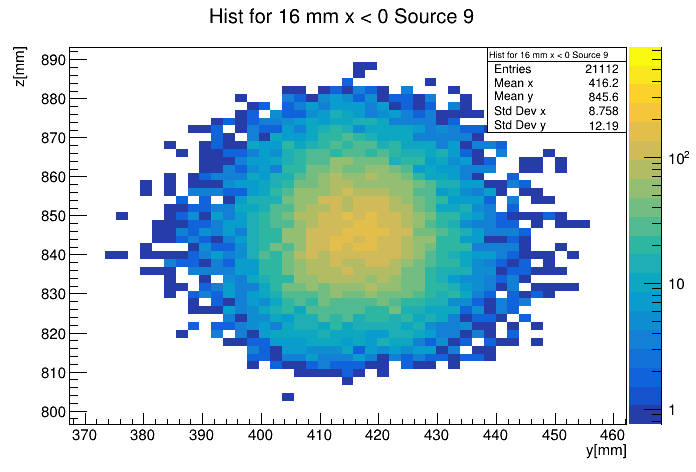 Hist for 16 mm x < 0 Source 9
z[mm]
890
880
870
860
850
840
830
820
810
800
Hist for 16 mm x < 0 Source 9
Entries 21112
Mean x 416.2
Mean y 845.6
Std Dev x 8.758
Std Dev y 12.19
10²
10
1
370 380 390 400 410 420 430 440 450 460
y[mm]